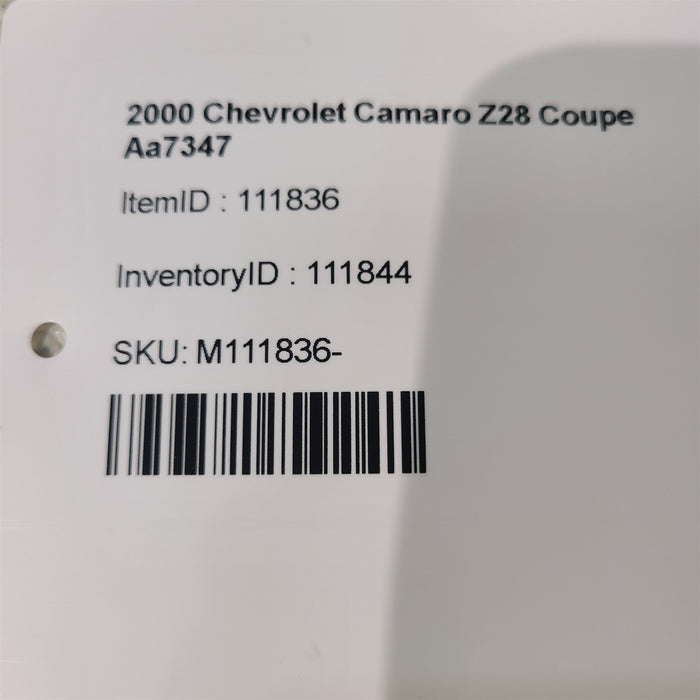 2000 Chevrolet Camaro Z28 Coupe
Aa7347
ItemID : 111836
InventoryID : 111844
SKU: M111836-